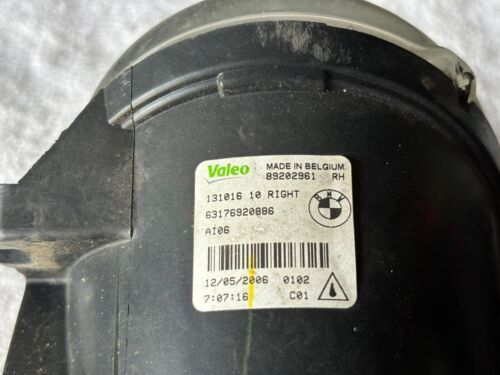 Valeo MADE IN BELGIUM.
89202961 RH
131016 10 RIGHT
63176920886
BMW
AI06
12/05/2006 0102
7:07:16 C01